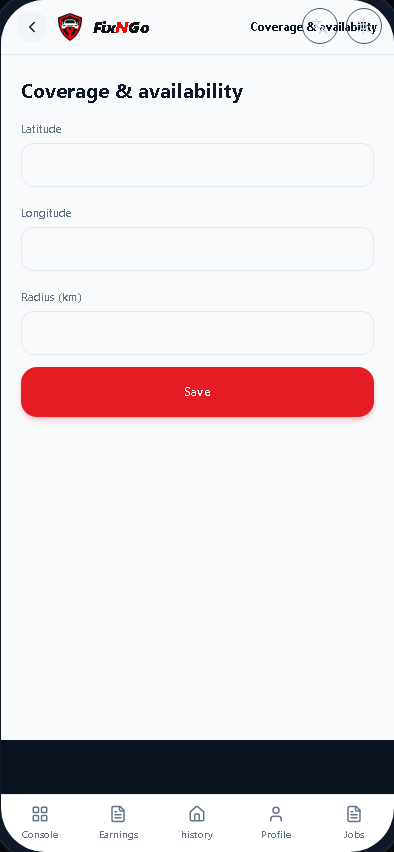 FixNGo
Coverage & availability
Coverage & availability
Latitude
Longitude
Radius (km)
Save
Console
Earnings
history
Profile
Jobs